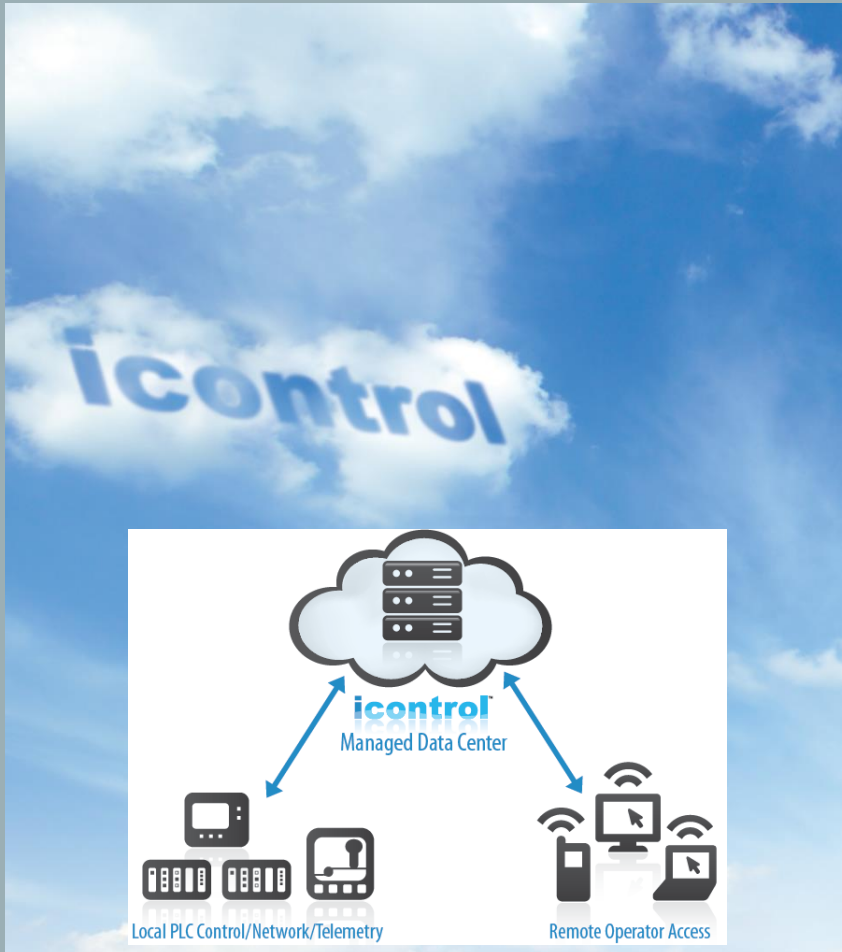 icontrol
icontrol™
Managed Data Center
Local PLC Control/Network/Telemetry
Remote Operator Access